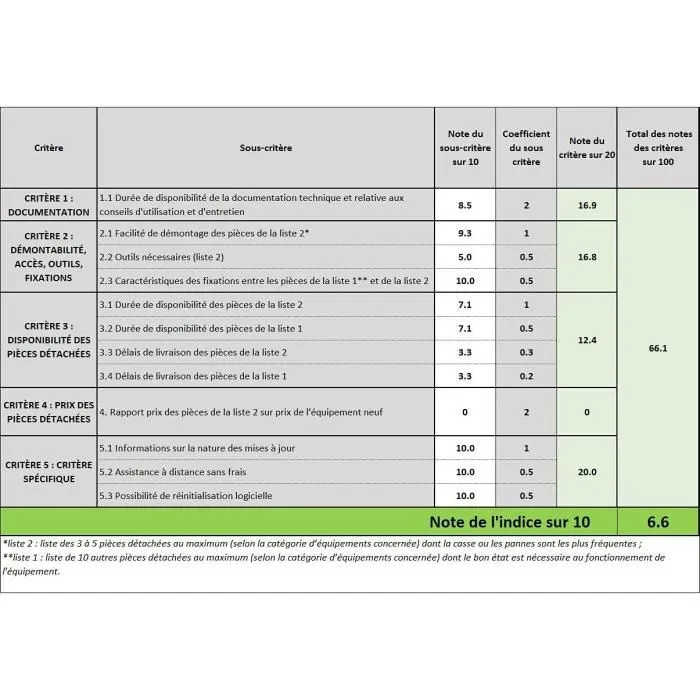 Critère
Sous-critère
Note du
sous-critère
sur 10
Coefficient
du sous
critère
Note du
critère sur 20
Total des notes
des critères
sur 100
CRITÈRE 1 :
DOCUMENTATION
1.1 Durée de disponibilité de la documentation technique et relative aux
conseils d'utilisation et d'entretien
8.5
2
16.9
CRITÈRE 2 :
DÉMONTABILITÉ,
ACCÈS, OUTILS,
FIXATIONS
2.1 Facilité de démontage des pièces de la liste 2*
9.3
1
2.2 Outils nécessaires (liste 2)
5.0
0.5
2.3 Caractéristiques des fixations entre les pièces de la liste 1** et de la liste 2
10.0
0.5
16.8
CRITÈRE 3 :
DISPONIBILITÉ DES
PIÈCES DÉTACHÉES
3.1 Durée de disponibilité des pièces de la liste 2
7.1
1
3.2 Durée de disponibilité des pièces de la liste 1
7.1
0.5
3.3 Délais de livraison des pièces de la liste 2
3.3
0.3
3.4 Délais de livraison des pièces de la liste 1
3.3
0.2
12.4
CRITÈRE 4 : PRIX DES
PIÈCES DÉTACHÉES
4. Rapport prix des pièces de la liste 2 sur prix de l'équipement neuf
0
2
0
CRITÈRE 5 : CRITÈRE
SPÉCIFIQUE
5.1 Informations sur la nature des mises à jour
10.0
1
5.2 Assistance à distance sans frais
10.0
0.5
5.3 Possibilité de réinitialisation logicielle
10.0
0.5
20.0
66.1
Note de l'indice sur 10
6.6
*liste 2 : liste des 3 à 5 pièces détachées au maximum (selon la catégorie d'équipements concernée) dont la casse ou les pannes sont les plus fréquentes ;
**liste 1 : liste de 10 autres pièces détachées au maximum (selon la catégorie d'équipements concernée) dont le bon état est nécessaire au fonctionnement de
l'équipement.